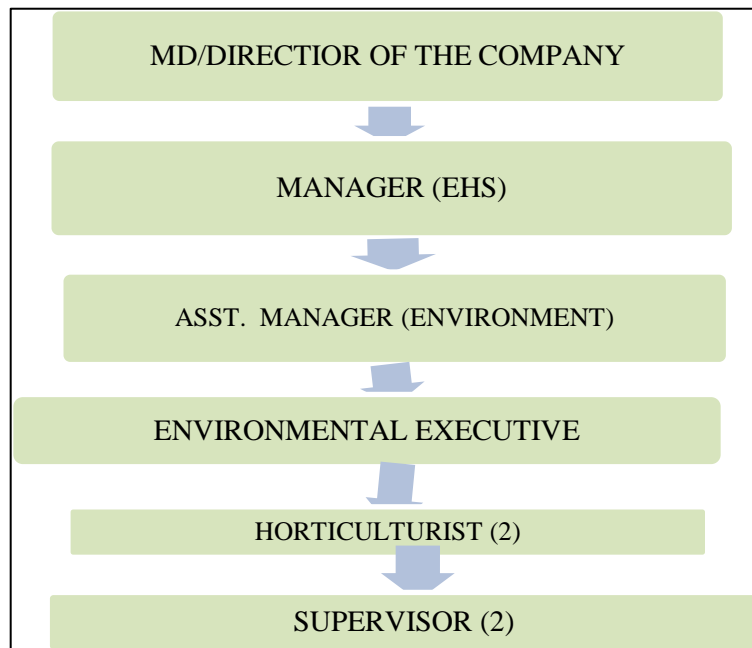 MD/DIRECTIOR OF THE COMPANY
MANAGER (EHS)
ASST. MANAGER (ENVIRONMENT)
ENVIRONMENTAL EXECUTIVE
HORTICULTURIST (2)
SUPERVISOR (2)